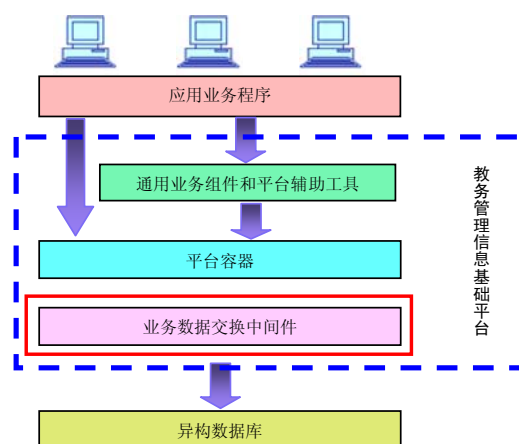 应用业务程序
通用业务组件和平台辅助工具
平台容器
业务数据交换中间件
异构数据库
教务管理信息基础平台